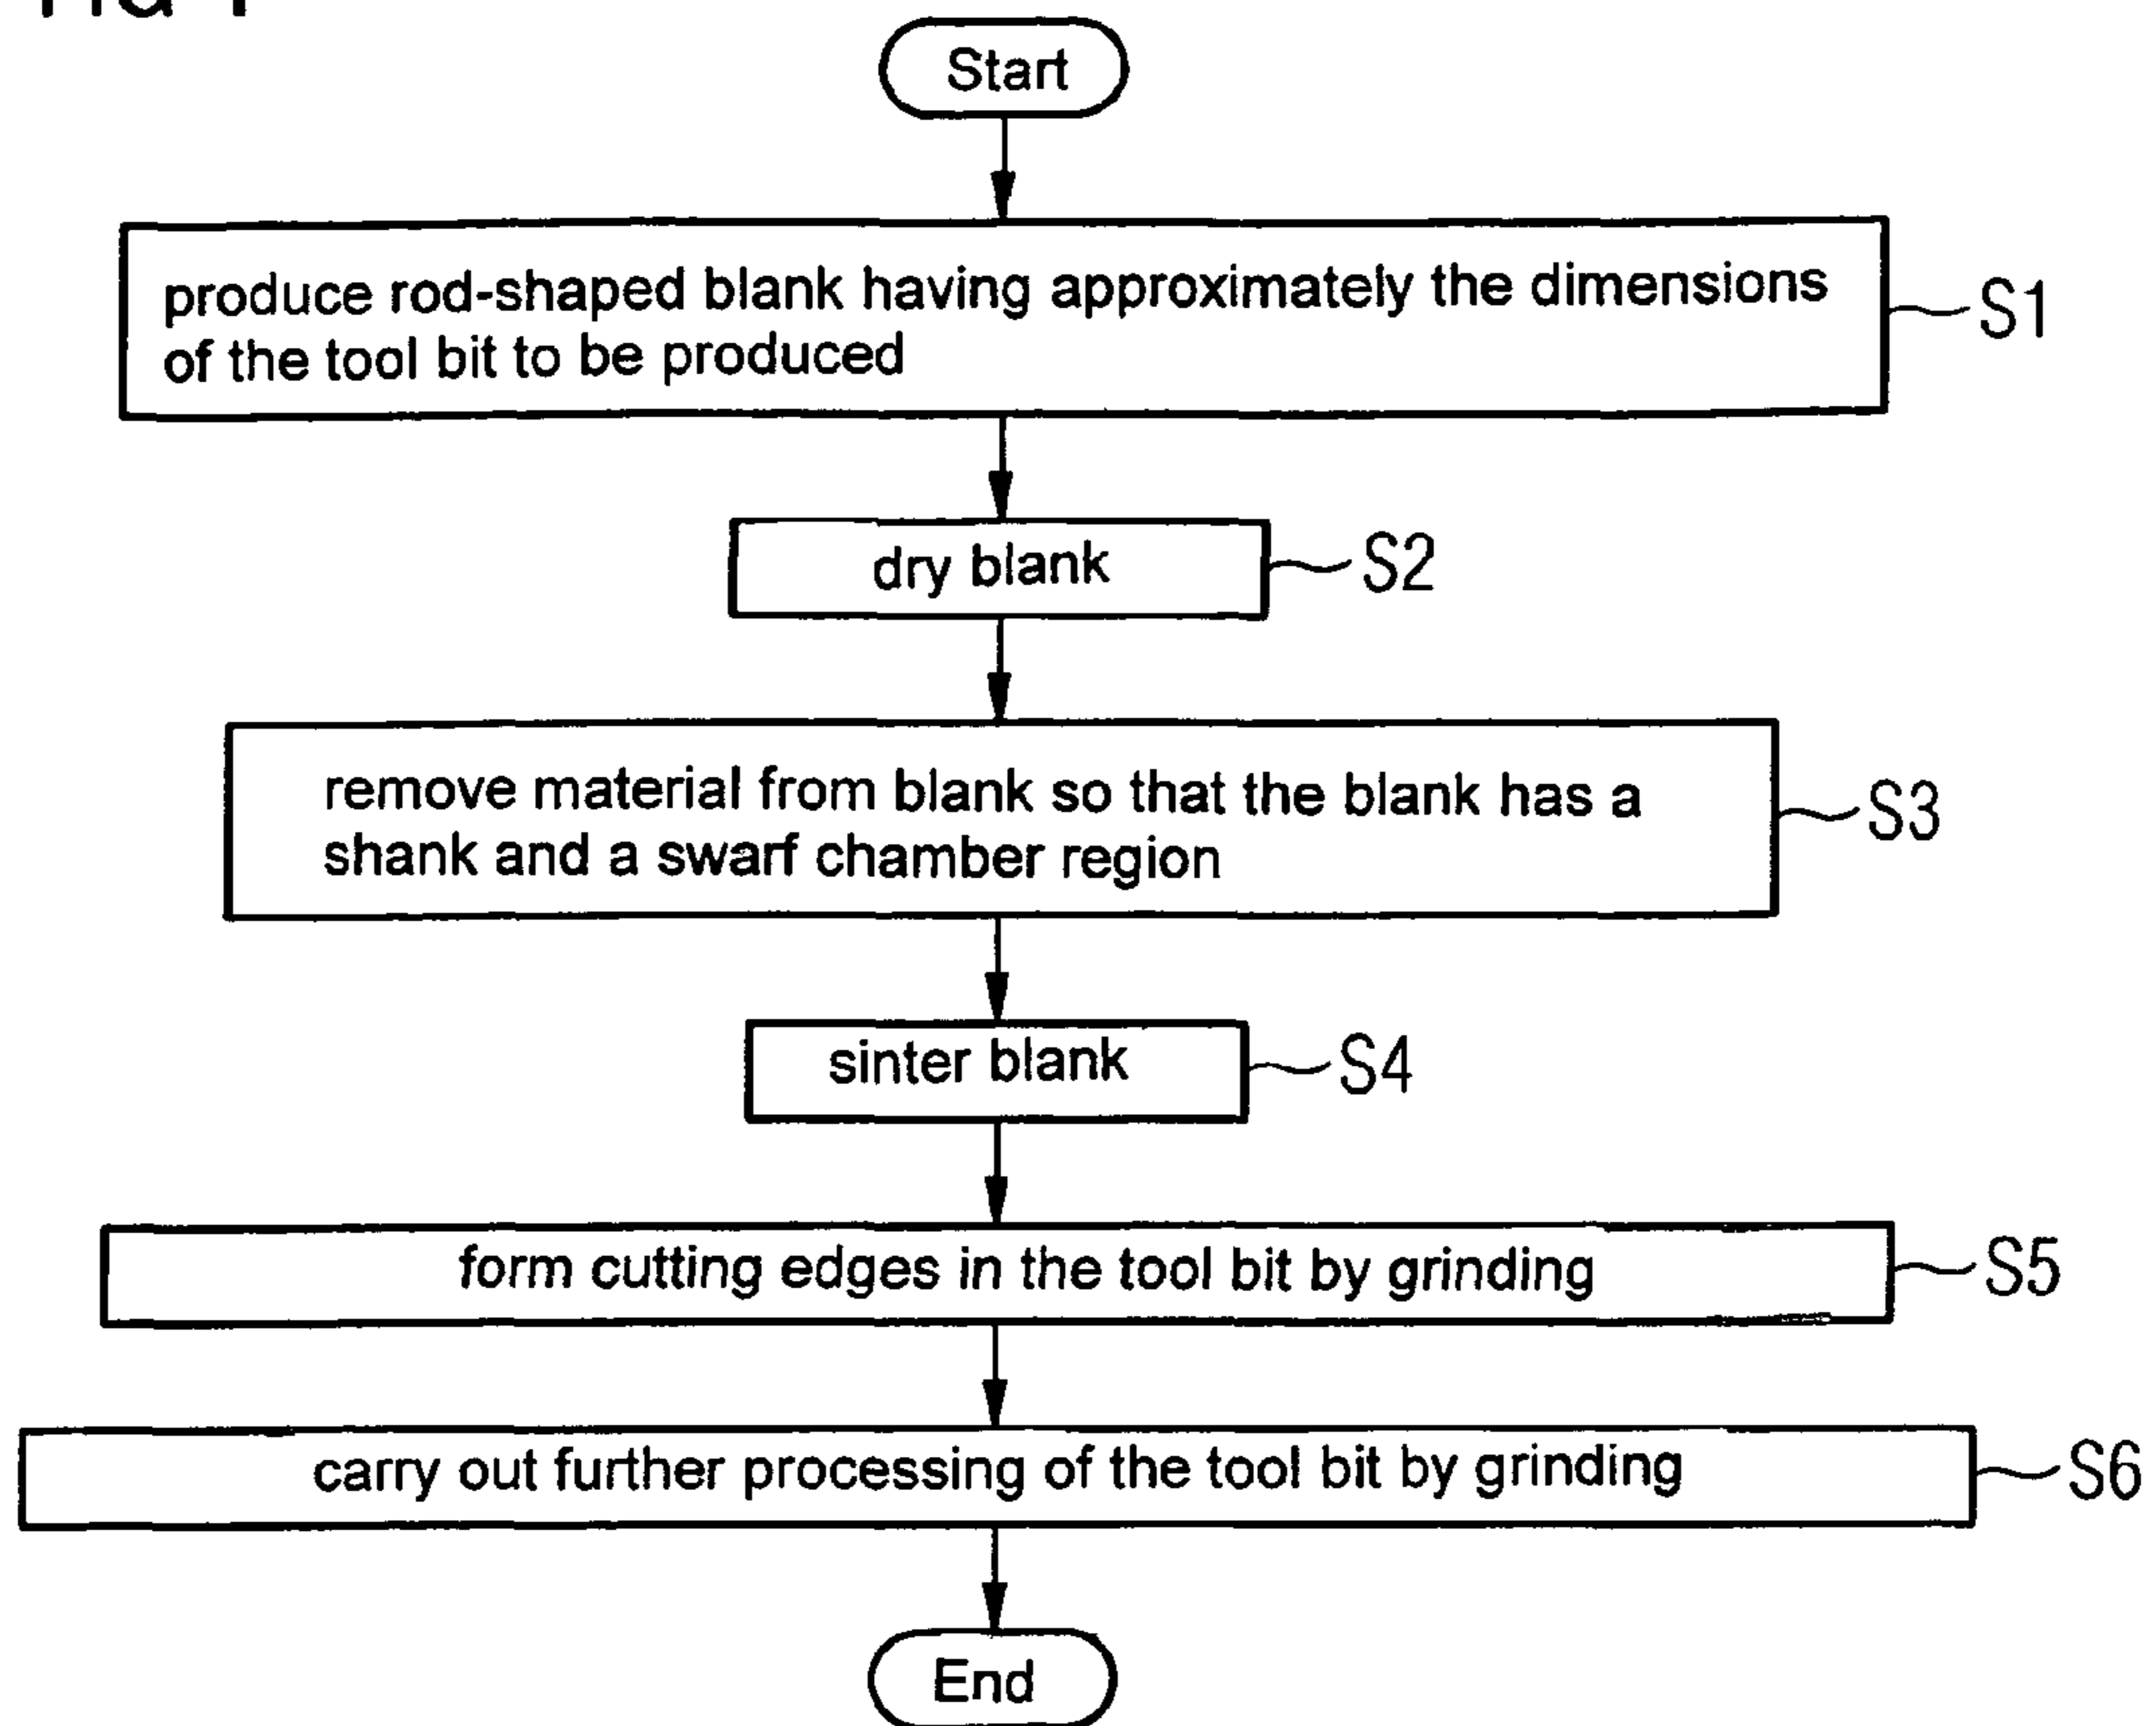 Start
produce rod-shaped blank having approximately the dimensions
of the tool bit to be produced
S1
dry blank
S2
remove material from blank so that the blank has a
shank and a swarf chamber region
S3
sinter blank
S4
form cutting edges in the tool bit by grinding
S5
carry out further processing of the tool bit by grinding
S6
End